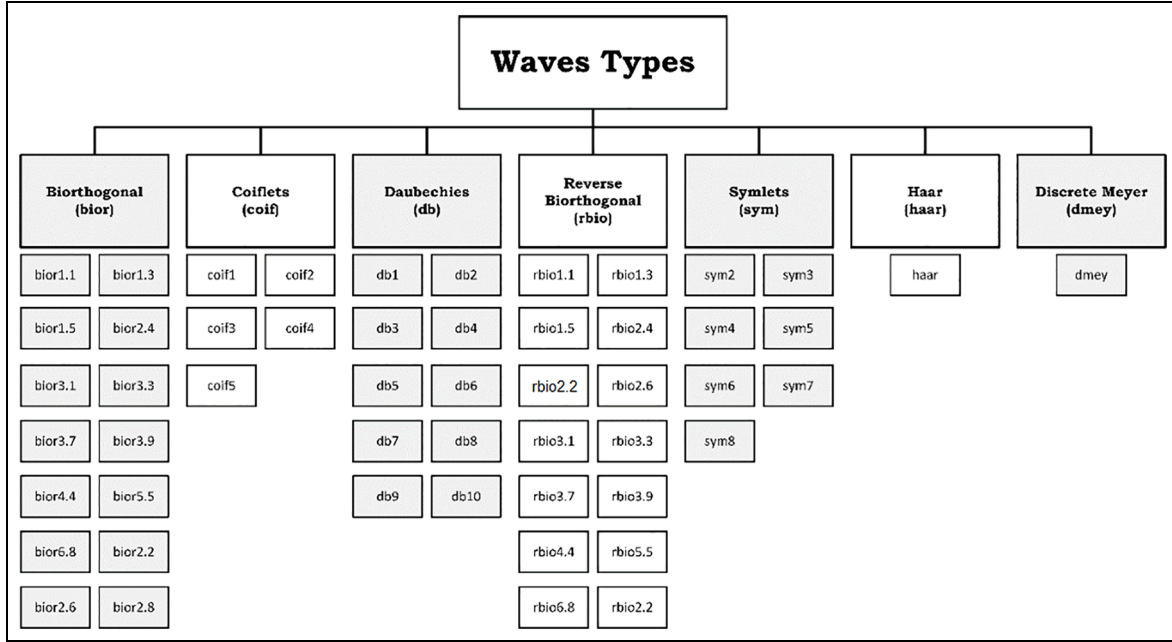 Waves Types
Biorthogonal
(bior)
Coiflets
(coif)
Daubechies
(db)
Reverse
Biorthogonal
(rbio)
Symlets
(sym)
Haar
(haar)
Discrete Meyer
(dmey)
bior1.1 bior1.3 coif1 coif2 db1 db2 rbio1.1 rbio1.3 sym2 sym3 haar dmey
bior1.5 bior2.4 coif3 coif4 db3 db4 rbio1.5 rbio2.4 sym4 sym5
bior3.1 bior3.3 coif5 db5 db6 rbio2.2 rbio2.6 sym6 sym7
bior3.7 bior3.9 db7 db8 rbio3.1 rbio3.3 sym8
bior4.4 bior5.5 db9 db10 rbio3.7 rbio3.9
bior6.8 bior2.2 rbio4.4 rbio5.5
bior2.6 bior2.8 rbio6.8 rbio2.2